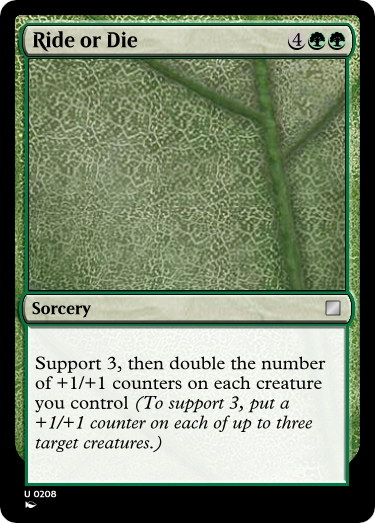 Ride or Die 4
Sorcery
Support 3, then double the number
of +1/+1 counters on each creature
you control (To support 3, put a
+1/+1 counter on each of up to three
target creatures.)
U 0208